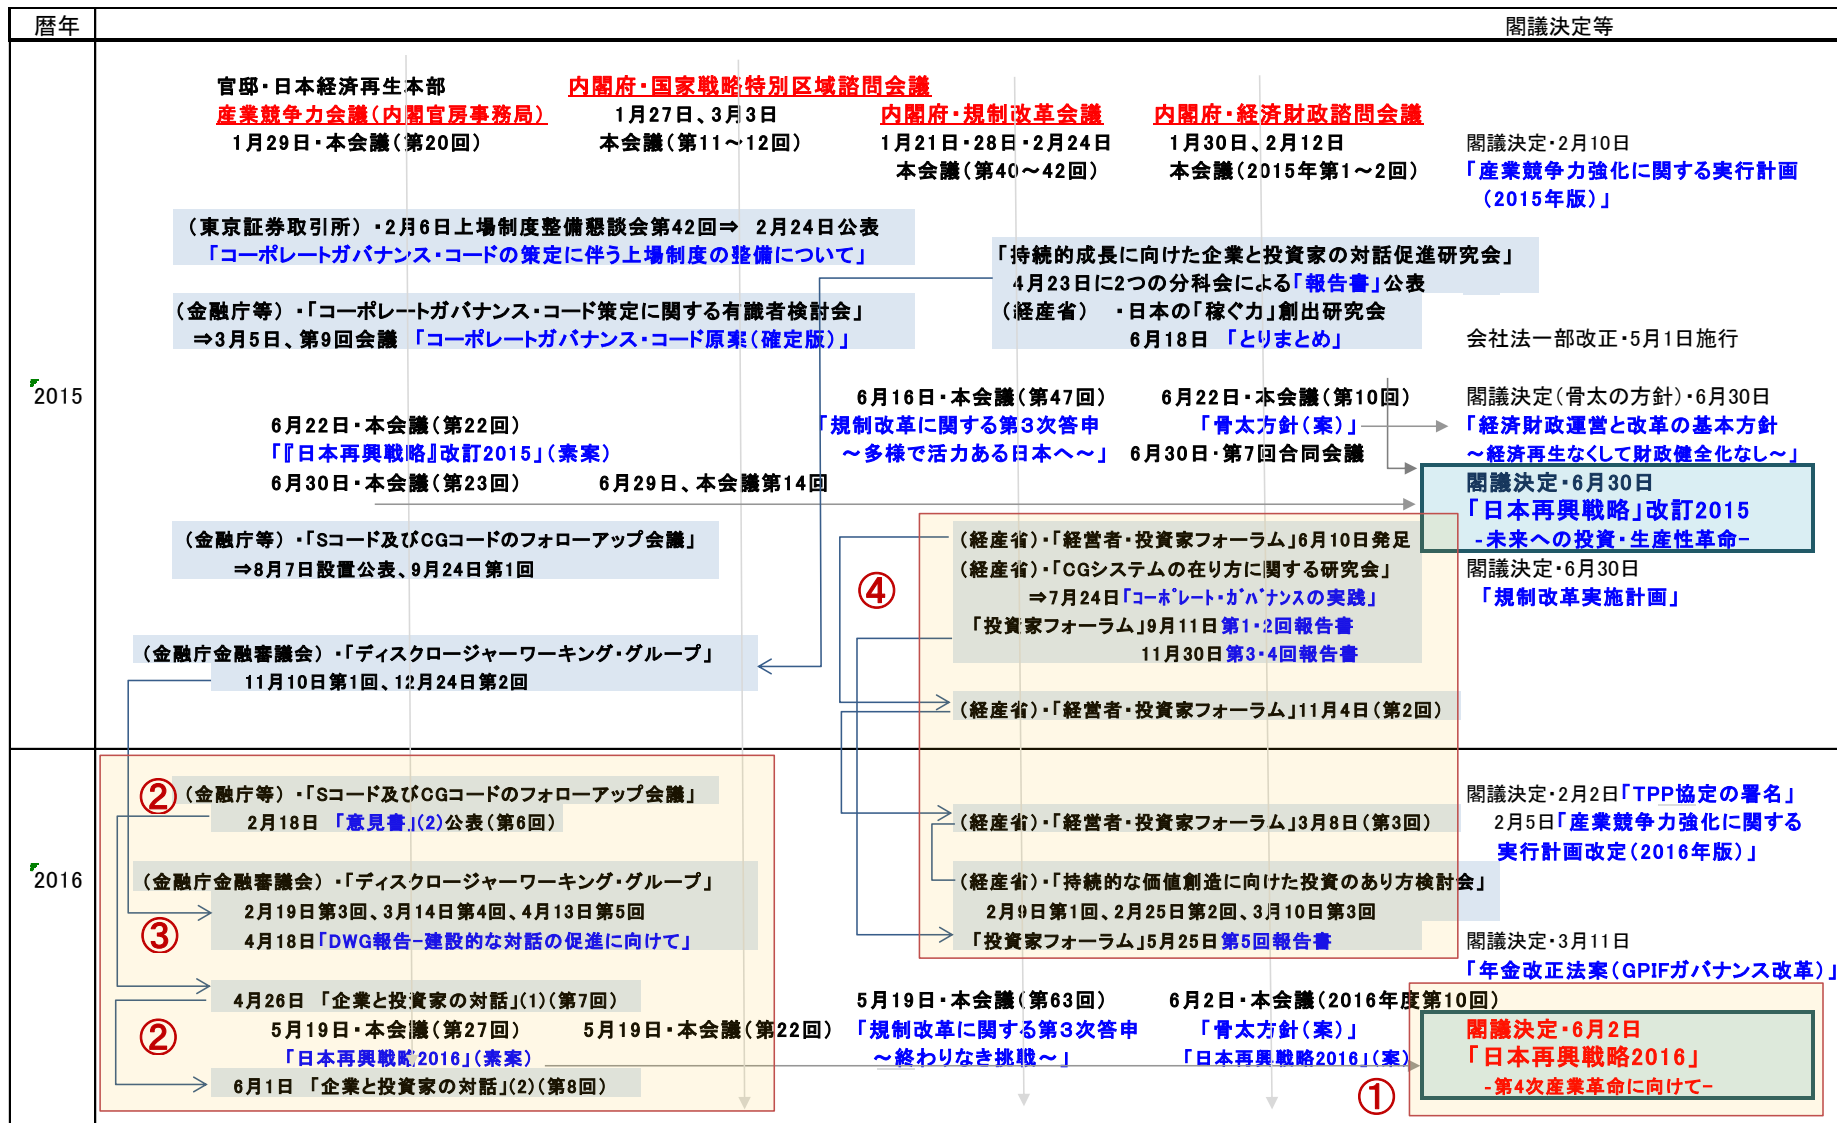 暦年
閣議決定等
官邸・日本経済再生本部
産業競争力会議(内閣官房事務局)
1月29日・本会議(第20回)
内閣府・国家戦略特別区域諮問会議
1月27日、3月3日
本会議(第11～12回)
内閣府・規制改革会議
1月21日・28日・2月24日
本会議(第40～42回)
内閣府・経済財政諮問会議
1月30日、2月12日
本会議(2015年第1～2回)
閣議決定・2月10日
「産業競争力強化に関する実行計画
(2015年版)」
(東京証券取引所)・2月6日上場制度整備懇談会第42回⇒ 2月24日公表
「コーポレートガバナンス・コードの策定に伴う上場制度の整備について」
「持続的成長に向けた企業と投資家の対話促進研究会」
4月23日に2つの分科会による「報告書」公表
(経産省) ・日本の「稼ぐ力」創出研究会
6月18日 「とりまとめ」
(金融庁等)・「コーポレートガバナンス・コード策定に関する有識者検討会」
⇒3月5日、第9回会議 「コーポレートガバナンス・コード原案(確定版)」
会社法一部改正・5月1日施行
2015
6月22日・本会議(第22回)
「『日本再興戦略』改訂2015」(素案)
6月30日・本会議(第23回)
6月29日、本会議第14回
6月16日・本会議(第47回)
「規制改革に関する第3次答申
～多様で活力ある日本へ～」
6月22日・本会議(第10回)
「骨太方針(案)」
6月30日・第7回合同会議
閣議決定(骨太の方針)・6月30日
「経済財政運営と改革の基本方針
～経済再生なくして財政健全化なし～」
閣議決定・6月30日
「日本再興戦略」改訂2015
-未来への投資・生産性革命-
閣議決定・6月30日
「規制改革実施計画」
(金融庁等)・「Sコード及びCGコードのフォローアップ会議」
⇒8月7日設置公表、9月24日第1回
④
(経産省)・「経営者・投資家フォーラム」6月10日発足
(経産省)・「CGシステムの在り方に関する研究会」
⇒7月24日「コーポレート・ガバナンスの実践」
「投資家フォーラム」9月11日第1・2回報告書
11月30日第3・4回報告書
(金融庁金融審議会)・「ディスクロージャーワーキング・グループ」
11月10日第1回、12月24日第2回
(経産省)・「経営者・投資家フォーラム」11月4日(第2回)
2016
②
(金融庁等)・「Sコード及びCGコードのフォローアップ会議」
2月18日 「意見書」(2)公表(第6回)
(経産省)・「経営者・投資家フォーラム」3月8日(第3回)
閣議決定・2月2日「TPP協定の署名」
2月5日「産業競争力強化に関する
実行計画改定(2016年版)」
(金融庁金融審議会)・「ディスクロージャーワーキング・グループ」
2月19日第3回、3月14日第4回、4月13日第5回
③
4月18日「DWG報告-建設的な対話の促進に向けて」
(経産省)・「持続的な価値創造に向けた投資のあり方検討会」
2月9日第1回、2月25日第2回、3月10日第3回
「投資家フォーラム」5月25日第5回報告書
閣議決定・3月11日
「年金改正法案(GPIFガバナンス改革)」
4月26日 「企業と投資家の対話」(1)(第7回)
②
5月19日・本会議(第27回)
「日本再興戦略2016」(素案)
6月1日 「企業と投資家の対話」(2)(第8回)
5月19日・本会議(第22回)
5月19日・本会議(第63回)
「規制改革に関する第3次答申
～終わりなき挑戦～」
6月2日・本会議(2016年度第10回)
「骨太方針(案)」
「日本再興戦略2016」(案)
①
閣議決定・6月2日
「日本再興戦略2016」
-第4次産業革命に向けて-